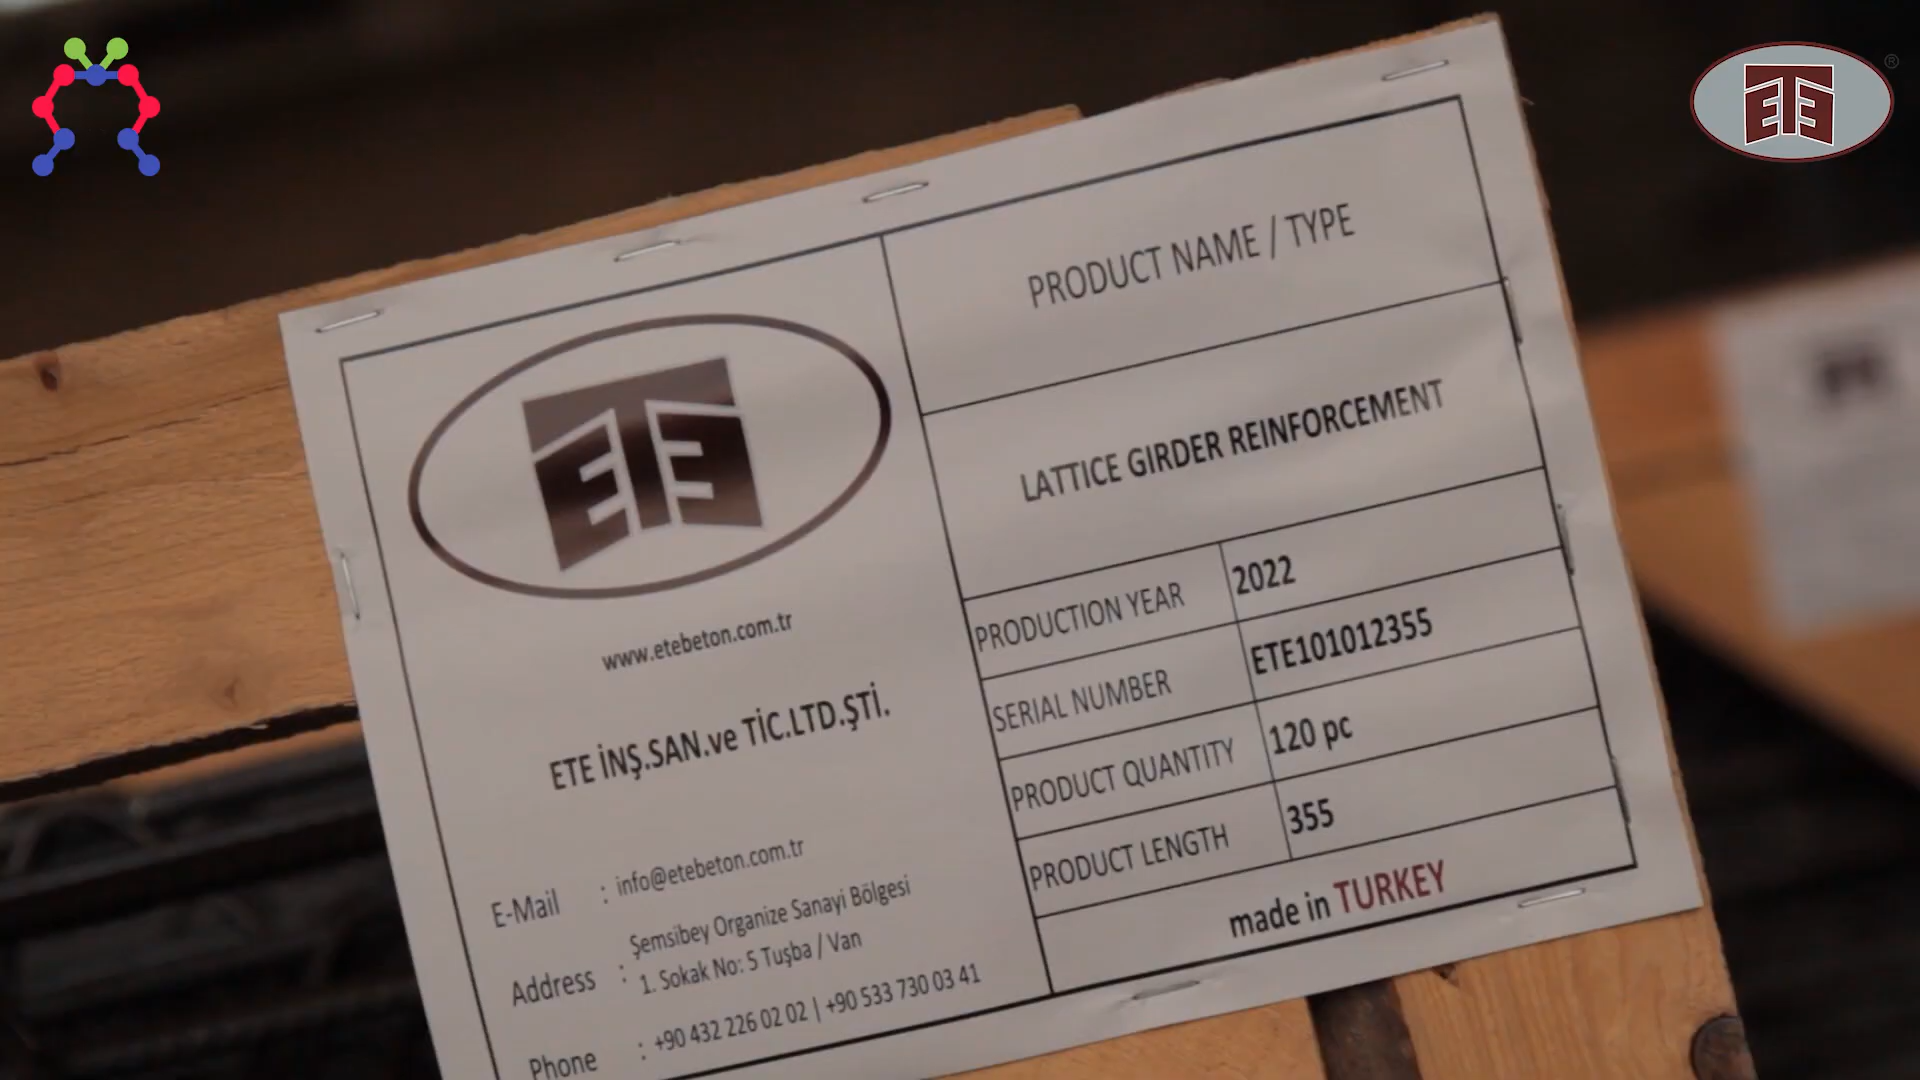 ETE
®
PRODUCT NAME / TYPE
LATTICE GIRDER REINFORCEMENT
PRODUCTION YEAR 2022
SERIAL NUMBER ETE101012355
PRODUCT QUANTITY 120 pc
PRODUCT LENGTH 355
made in TURKEY
ETE
www.etebeton.com.tr
ETE İNŞ.SAN.ve TİC.LTD.ŞTİ.
E-Mail : info@etebeton.com.tr
Address : Şemsibey Organize Sanayi Bölgesi
1. Sokak No: 5 Tuşba / Van
Phone : +90 432 226 02 02 | +90 533 730 03 41